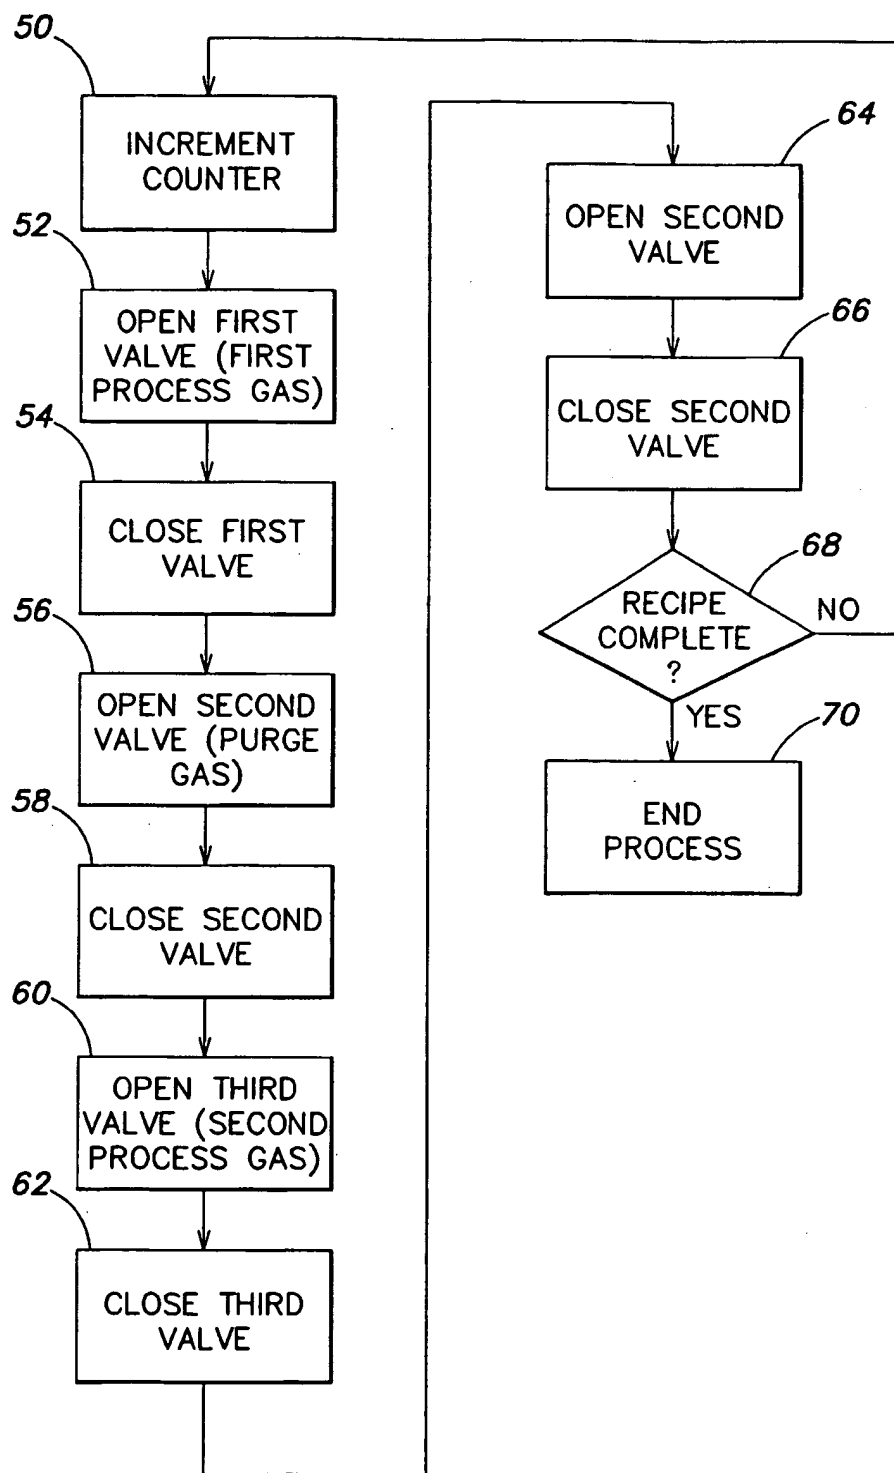 50
INCREMENT
COUNTER
52
OPEN FIRST
VALVE (FIRST
PROCESS GAS)
54
CLOSE FIRST
VALVE
56
OPEN SECOND
VALVE (PURGE
GAS)
58
CLOSE SECOND
VALVE
60
OPEN THIRD
VALVE (SECOND
PROCESS GAS)
62
CLOSE THIRD
VALVE
64
OPEN SECOND
VALVE
66
CLOSE SECOND
VALVE
68
RECIPE
COMPLETE
?
NO
YES
70
END
PROCESS